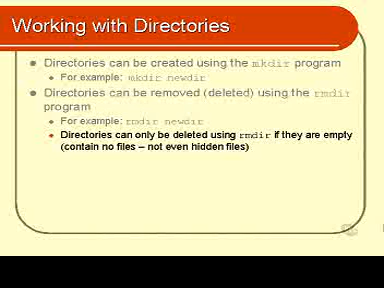 Working with Directories
Directories can be created using the mkdir program
For example: mkdir newdir
Directories can be removed (deleted) using the rmdir
program
For example: rmdir newdir
Directories can only be deleted using rmdir if they are empty
(contain no files – not even hidden files)